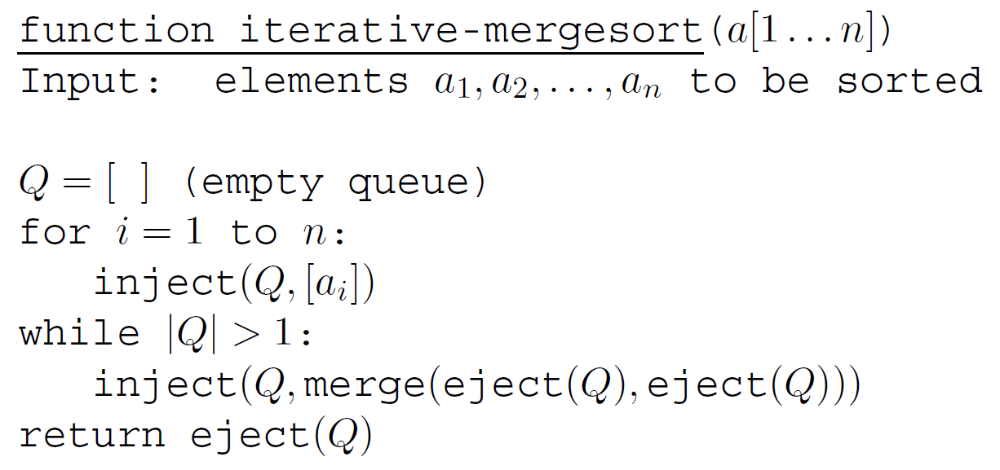 function iterative-mergesort(a[1...n])
Input: elements a₁, a₂, ..., aₙ to be sorted
Q = [ ] (empty queue)
for i = 1 to n:
inject(Q, [aᵢ])
while |Q| > 1:
inject(Q, merge(eject(Q), eject(Q)))
return eject(Q)